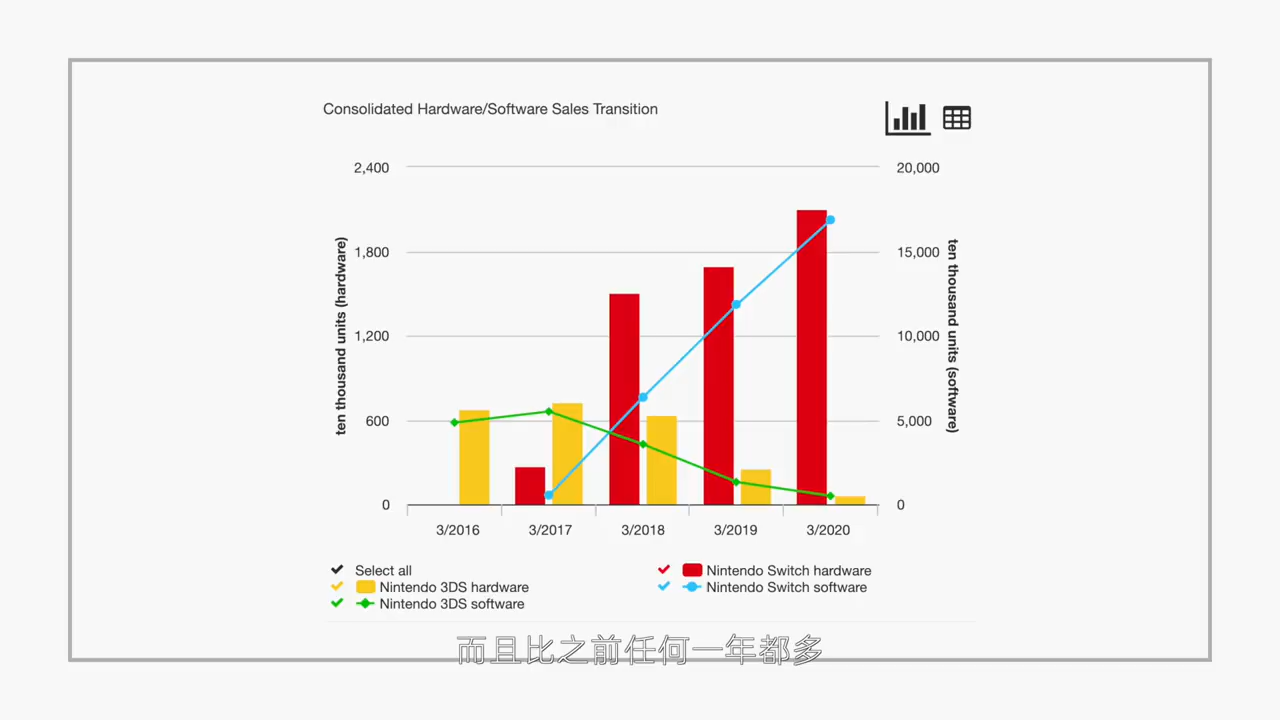 Consolidated Hardware/Software Sales Transition
2,400
20,000
1,800
15,000
1,200
10,000
600
5,000
0
0
ten thousand units (hardware)
ten thousand units (software)
3/2016
3/2017
3/2018
3/2019
3/2020
Select all
Nintendo Switch hardware
Nintendo 3DS hardware
Nintendo Switch software
Nintendo 3DS software
而且比之前任何一年都多